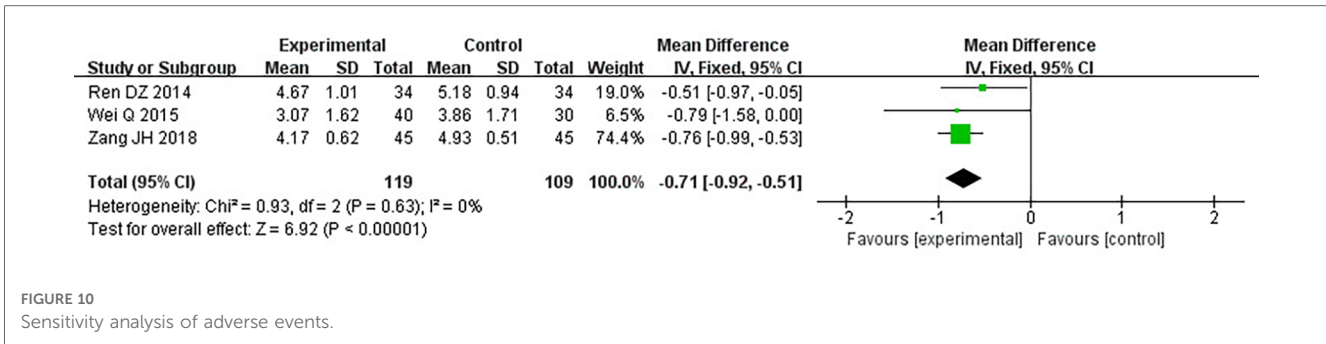 Experimental Control Mean Difference Mean Difference
Study or Subgroup Mean SD Total Mean SD Total Weight IV, Fixed, 95% CI IV, Fixed, 95% CI
Ren DZ 2014 4.67 1.01 34 5.18 0.94 34 19.0% -0.51 [-0.97, -0.05]
Wei Q 2015 3.07 1.62 40 3.86 1.71 30 6.5% -0.79 [-1.58, 0.00]
Zang JH 2018 4.17 0.62 45 4.93 0.51 45 74.4% -0.76 [-0.99, -0.53]
Total (95% CI) 119 109 100.0% -0.71 [-0.92, -0.51]
Heterogeneity: Chi² = 0.93, df = 2 (P = 0.63); I² = 0%
Test for overall effect: Z = 6.92 (P < 0.00001)
-2 -1 0 1 2
Favours [experimental] Favours [control]
FIGURE 10
Sensitivity analysis of adverse events.